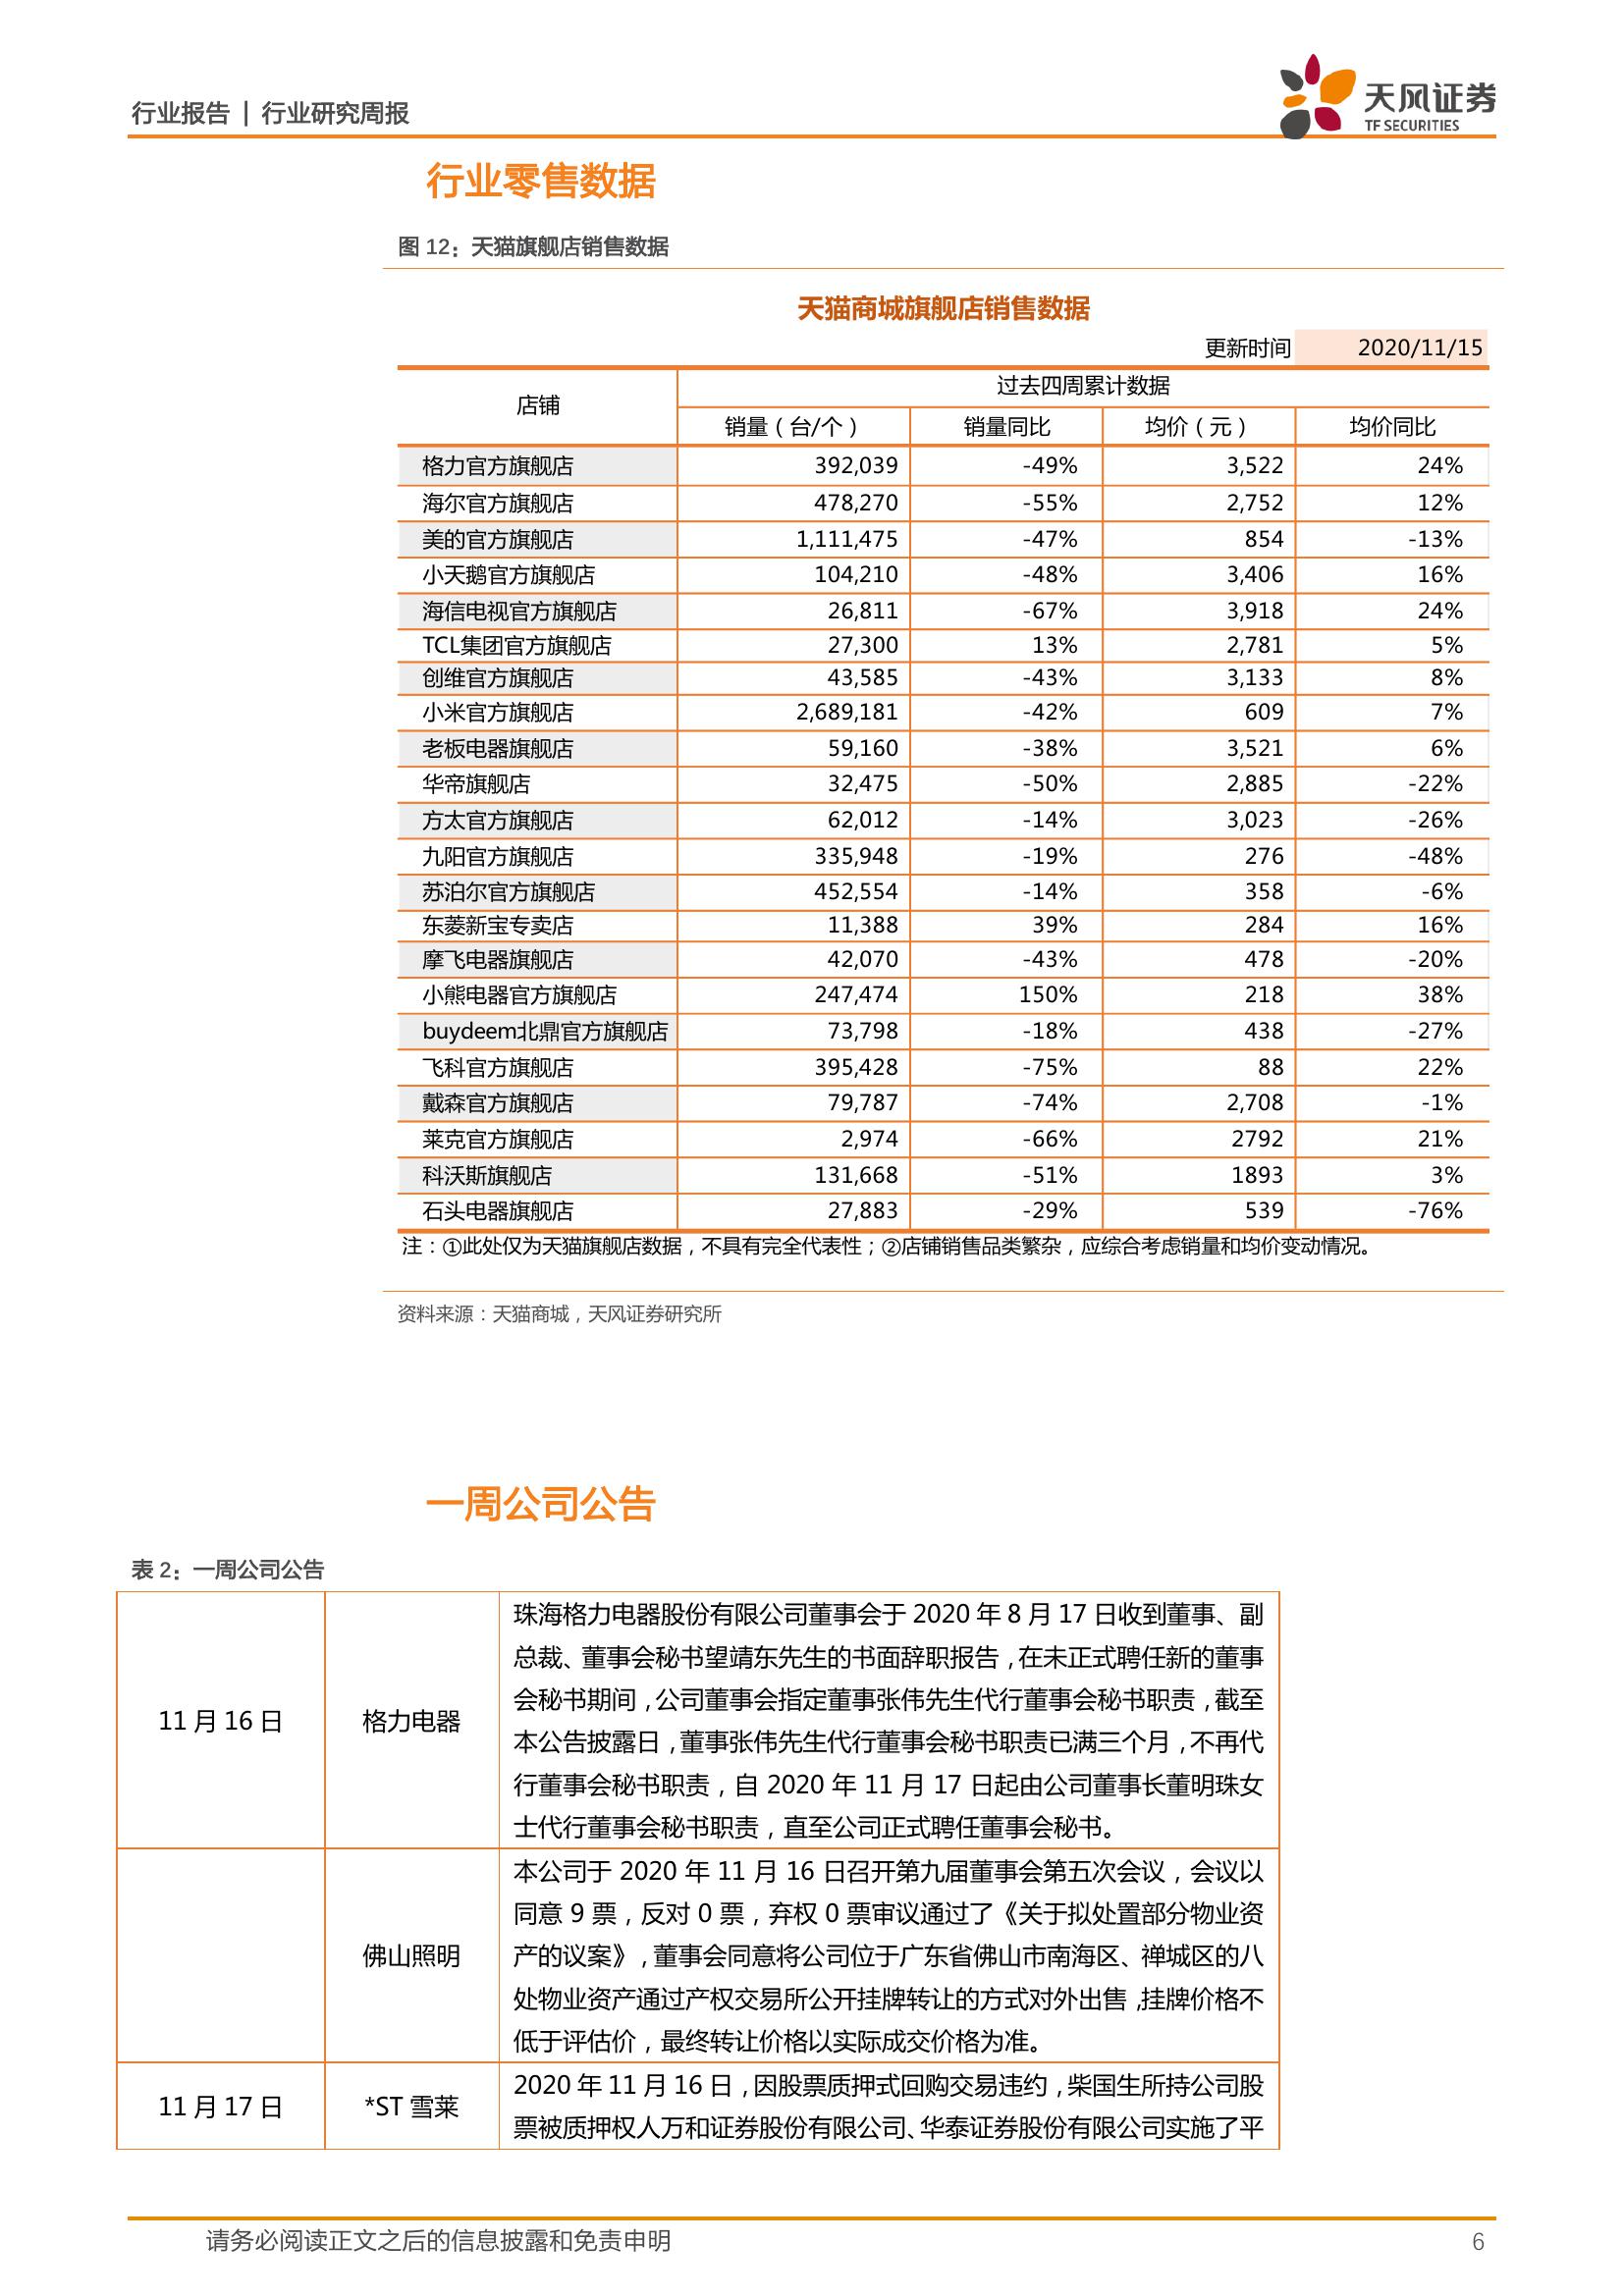 行业报告 | 行业研究周报
天风证券
TF SECURITIES
行业零售数据
图 12：天猫旗舰店销售数据
天猫商城旗舰店销售数据
更新时间 2020/11/15
店铺 过去四周累计数据
销量（台/个） 销量同比 均价（元） 均价同比
格力官方旗舰店 392,039 -49% 3,522 24%
海尔官方旗舰店 478,270 -55% 2,752 12%
美的官方旗舰店 1,111,475 -47% 854 -13%
小天鹅官方旗舰店 104,210 -48% 3,406 16%
海信电视官方旗舰店 26,811 -67% 3,918 24%
TCL集团官方旗舰店 27,300 13% 2,781 5%
创维官方旗舰店 43,585 -43% 3,133 8%
小米官方旗舰店 2,689,181 -42% 609 7%
老板电器旗舰店 59,160 -38% 3,521 6%
华帝旗舰店 32,475 -50% 2,885 -22%
方太官方旗舰店 62,012 -14% 3,023 -26%
九阳官方旗舰店 335,948 -19% 276 -48%
苏泊尔官方旗舰店 452,554 -14% 358 -6%
东菱新宝专卖店 11,388 39% 284 16%
摩飞电器旗舰店 42,070 -43% 478 -20%
小熊电器官方旗舰店 247,474 150% 218 38%
buydeem北鼎官方旗舰店 73,798 -18% 438 -27%
飞科官方旗舰店 395,428 -75% 88 22%
戴森官方旗舰店 79,787 -74% 2,708 -1%
莱克官方旗舰店 2,974 -66% 2792 21%
科沃斯旗舰店 131,668 -51% 1893 3%
石头电器旗舰店 27,883 -29% 539 -76%
注：①此处仅为天猫旗舰店数据，不具有完全代表性；②店铺销售品类繁杂，应综合考虑销量和均价变动情况。
资料来源：天猫商城，天风证券研究所
一周公司公告
表 2：一周公司公告
11 月 16 日 格力电器
珠海格力电器股份有限公司董事会于 2020 年 8 月 17 日收到董事、副
总裁、董事会秘书望靖东先生的书面辞职报告，在未正式聘任新的董事
会秘书期间，公司董事会指定董事张伟先生代行董事会秘书职责，截至
本公告披露日，董事张伟先生代行董事会秘书职责已满三个月，不再代
行董事会秘书职责，自 2020 年 11 月 17 日起由公司董事长董明珠女
士代行董事会秘书职责，直至公司正式聘任董事会秘书。
佛山照明
本公司于 2020 年 11 月 16 日召开第九届董事会第五次会议，会议以
同意 9 票，反对 0 票，弃权 0 票审议通过了《关于拟处置部分物业资
产的议案》，董事会同意将公司位于广东省佛山市南海区、禅城区的八
处物业资产通过产权交易所公开挂牌转让的方式对外出售，挂牌价格不
低于评估价，最终转让价格以实际成交价格为准。
11 月 17 日 *ST 雪莱
2020 年 11 月 16 日，因股票质押式回购交易违约，柴国生所持公司股
票被质押权人万和证券股份有限公司、华泰证券股份有限公司实施了平
请务必阅读正文之后的信息披露和免责申明 6